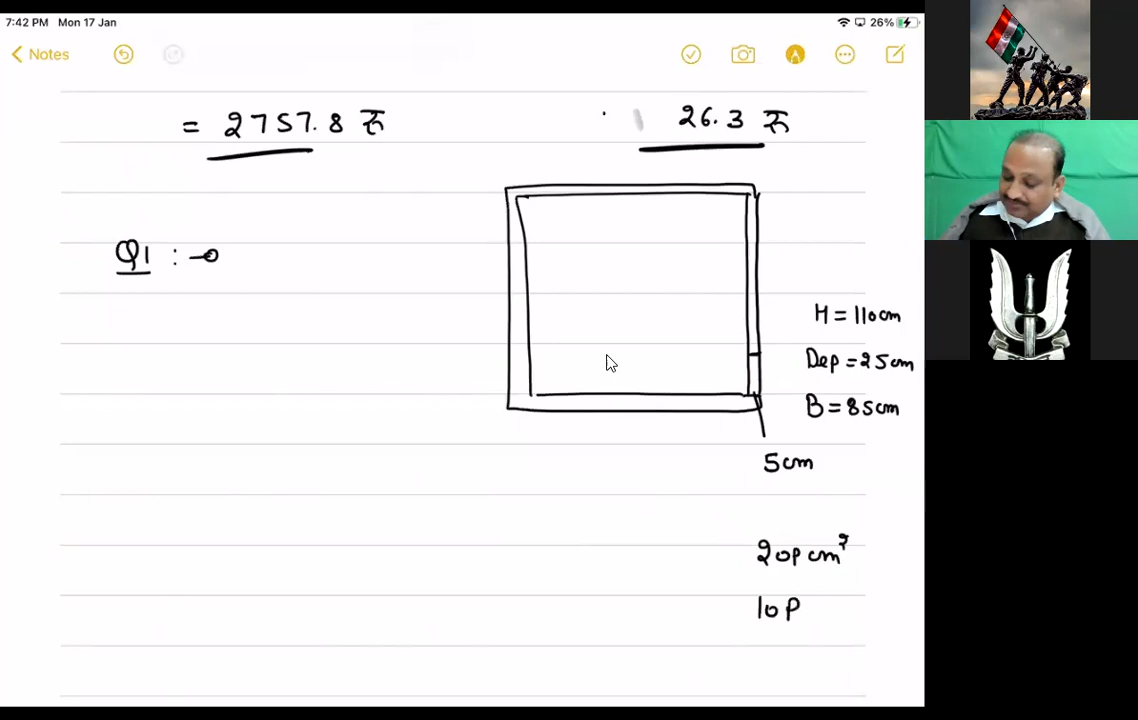 7:42 PM Mon 17 Jan
26%
Notes
= 2757.8 रू
26.3 रू
Q1 :→
H = 110cm
Dep = 25cm
B = 85cm
5cm
20p cm²
10 P